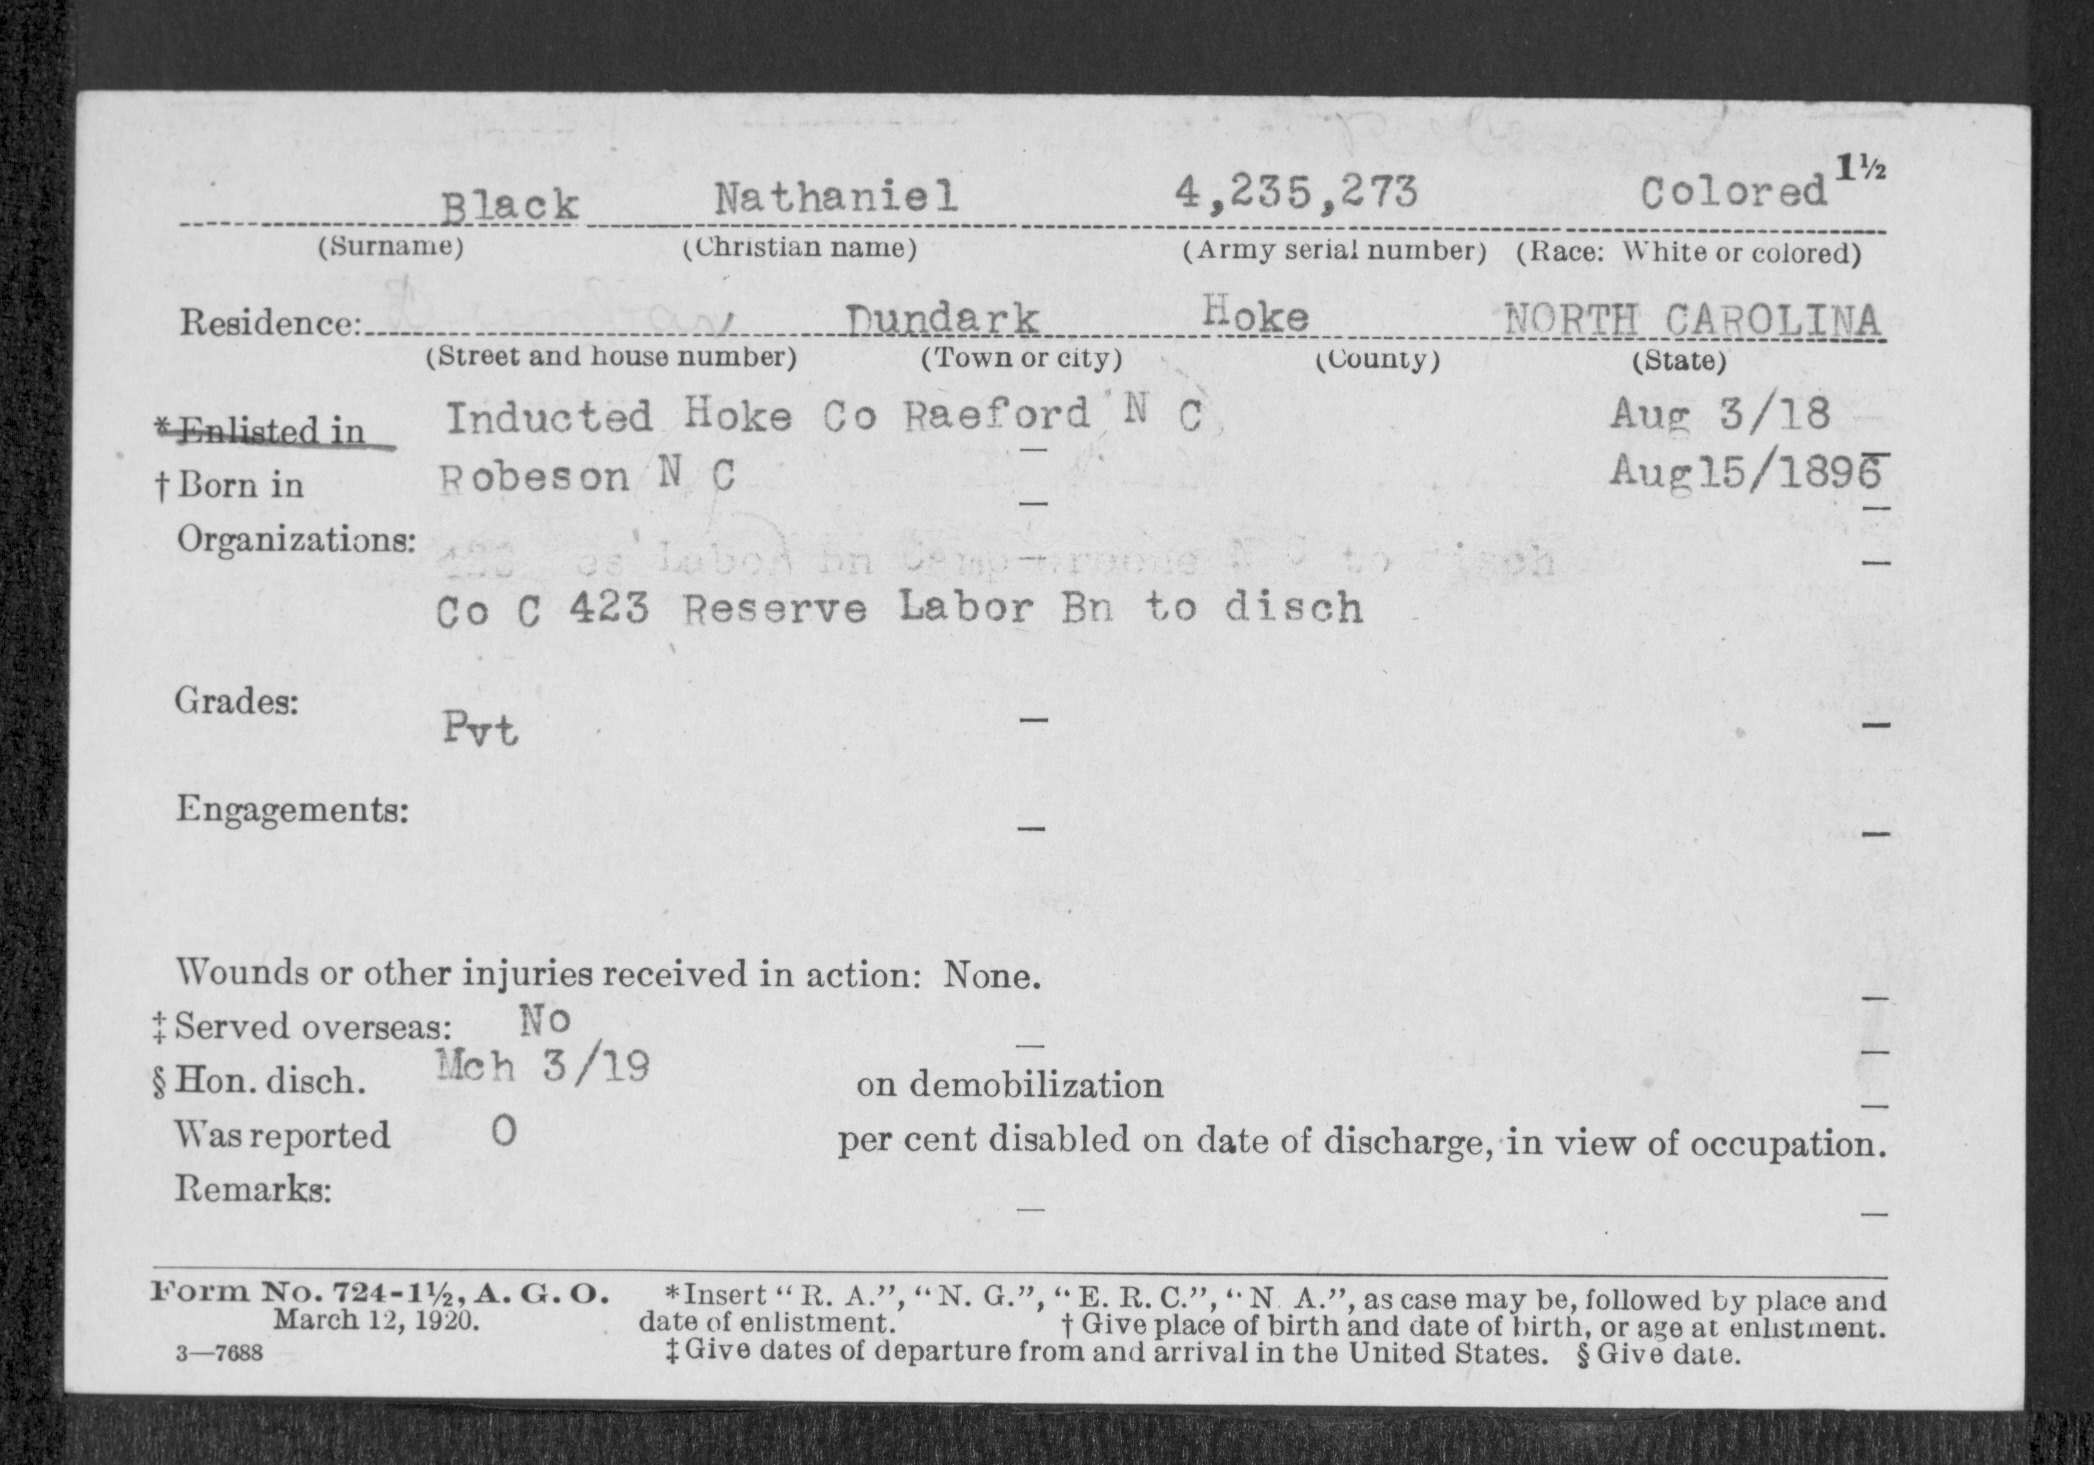 1½
Black Nathaniel 4,235,273 Colored
(Surname) (Christian name) (Army serial number) (Race: White or colored)
Residence: Dundark Hoke NORTH CAROLINA
(Street and house number) (Town or city) (County) (State)
*Enlisted in Inducted Hoke Co Raeford N C Aug 3/18
†Born in Robeson N C Aug15/1896
Organizations:
Labor Bn Camp N C to disch
Co C 423 Reserve Labor Bn to disch
Grades: Pvt
Engagements:
Wounds or other injuries received in action: None.
‡Served overseas: No
§Hon. disch. Mch 3/19 on demobilization
Was reported 0 per cent disabled on date of discharge, in view of occupation.
Remarks:
Form No. 724-1½, A. G. O. *Insert "R. A.", "N. G.", "E. R. C.", "N. A.", as case may be, followed by place and
March 12, 1920. date of enlistment. †Give place of birth and date of birth, or age at enlistment.
3—7688 ‡Give dates of departure from and arrival in the United States. §Give date.